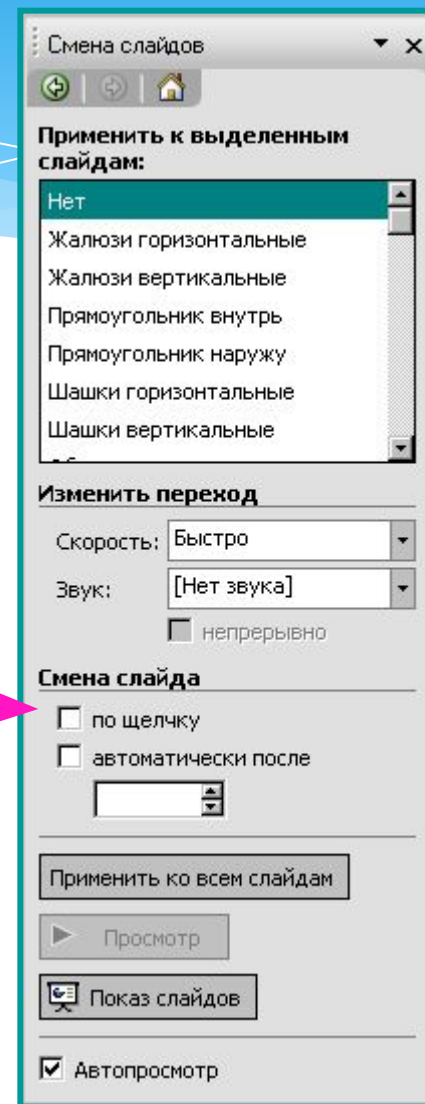 Смена слайдов
Применить к выделенным
слайдам:
Нет
Жалюзи горизонтальные
Жалюзи вертикальные
Прямоугольник внутрь
Прямоугольник наружу
Шашки горизонтальные
Шашки вертикальные
Изменить переход
Скорость: Быстро
Звук: [Нет звука]
непрерывно
Смена слайда
по щелчку
автоматически после
Применить ко всем слайдам
Просмотр
Показ слайдов
Автопросмотр